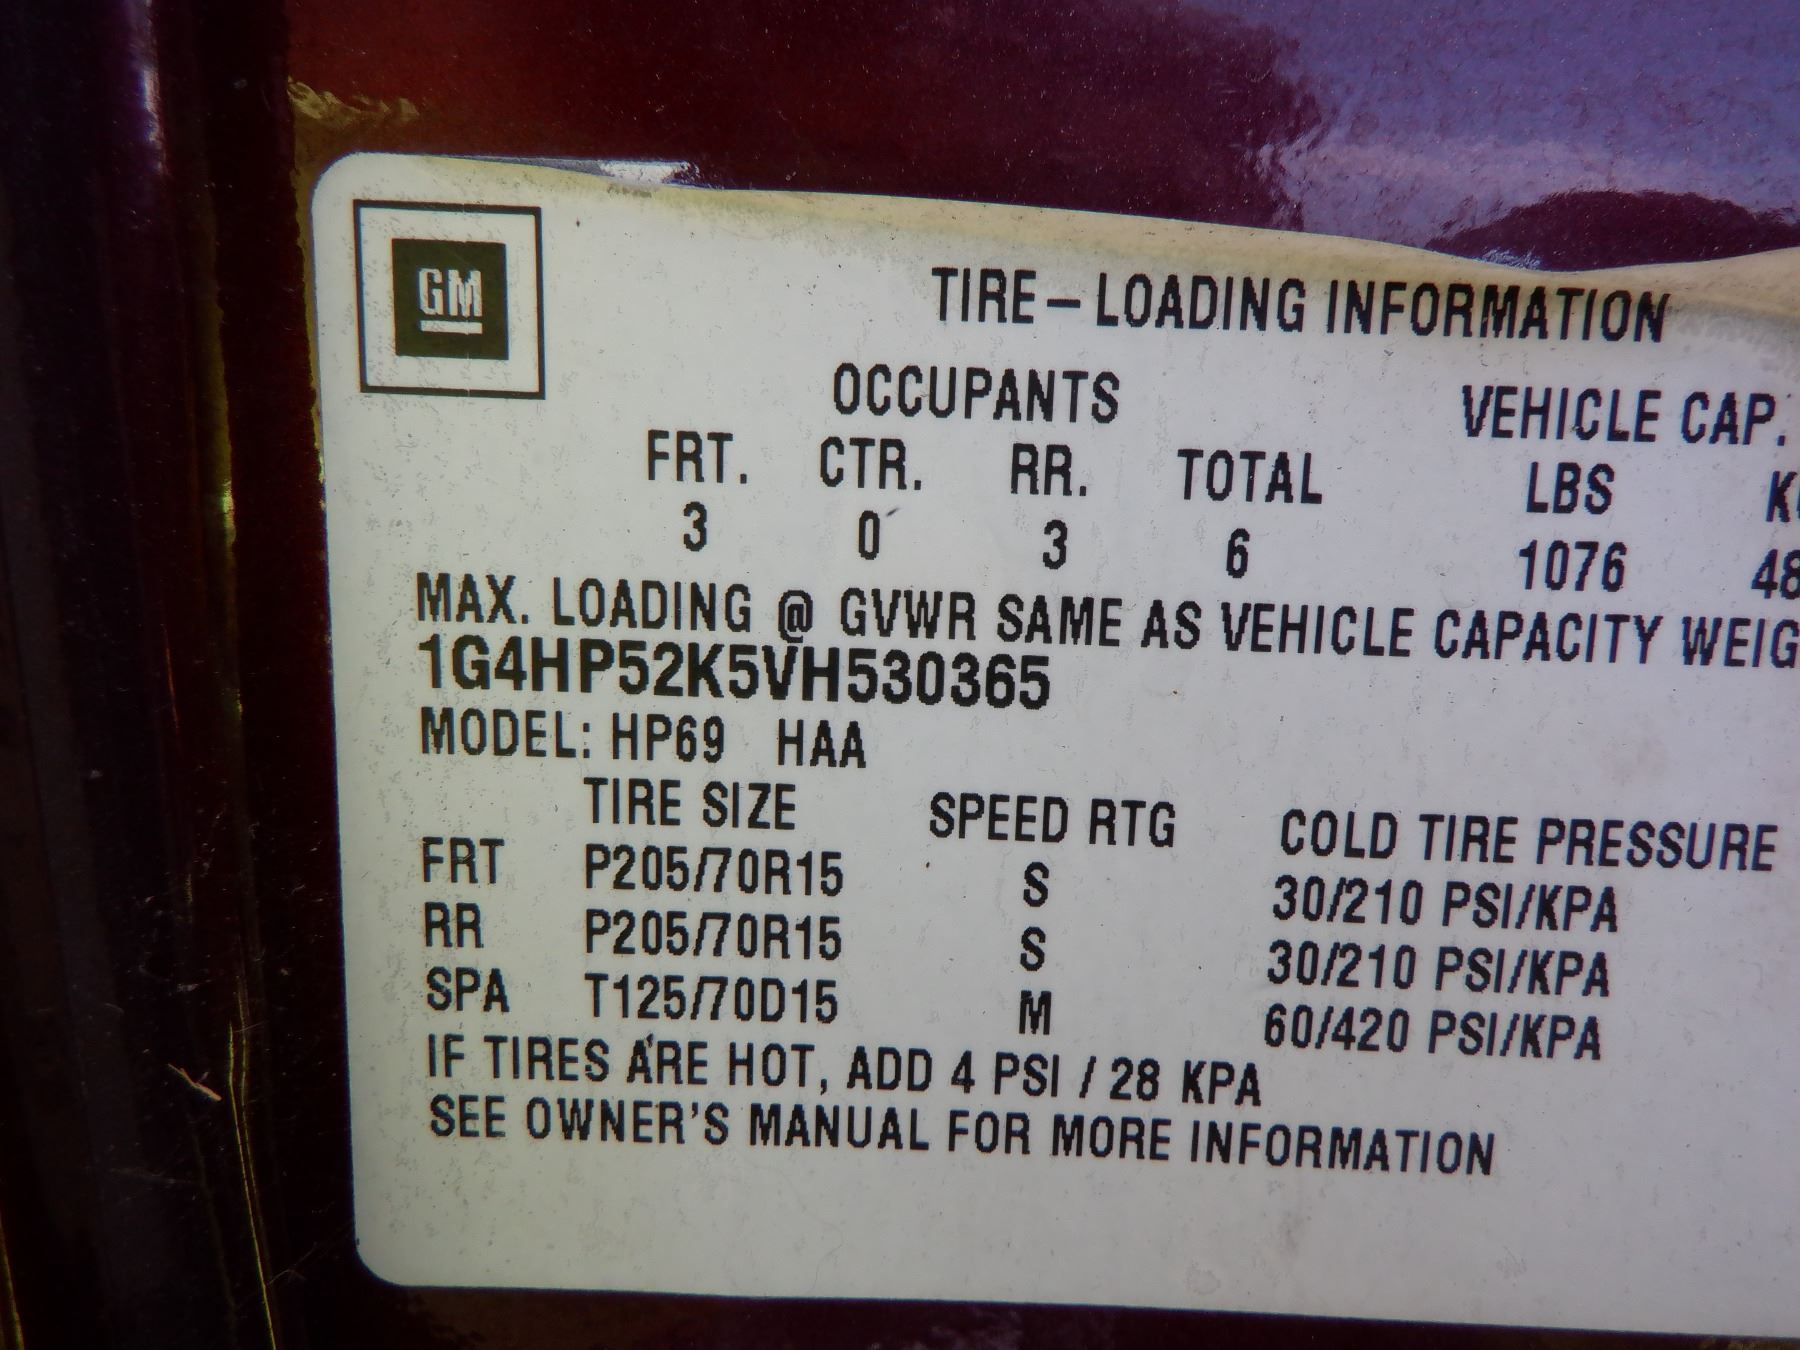 GM
TIRE-LOADING INFORMATION
OCCUPANTS VEHICLE CAP.
FRT. CTR. RR. TOTAL LBS
3 0 3 6 1076
MAX. LOADING @ GVWR SAME AS VEHICLE CAPACITY
1G4HP52K5VH530365
MODEL: HP69 HAA
TIRE SIZE SPEED RTG COLD TIRE PRESSURE
FRT P205/70R15 S 30/210 PSI/KPA
RR P205/70R15 S 30/210 PSI/KPA
SPA T125/70D15 M 60/420 PSI/KPA
IF TIRES ARE HOT, ADD 4 PSI / 28 KPA
SEE OWNER'S MANUAL FOR MORE INFORMATION